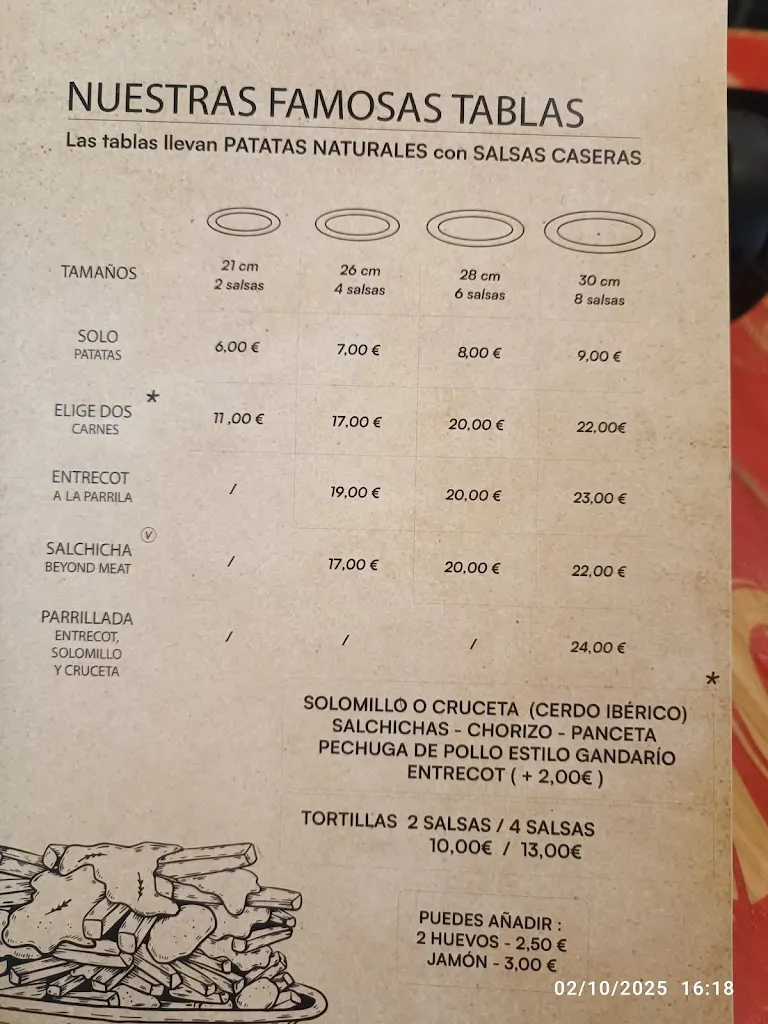 NUESTRAS FAMOSAS TABLAS
Las tablas llevan PATATAS NATURALES con SALSAS CASERAS
TAMAÑOS 21 cm 26 cm 28 cm 30 cm
2 salsas 4 salsas 6 salsas 8 salsas
SOLO
PATATAS 6,00 € 7,00 € 8,00 € 9,00 €
ELIGE DOS *
CARNES 11,00 € 17,00 € 20,00 € 22,00€
ENTRECOT
A LA PARRILA / 19,00 € 20,00 € 23,00 €
SALCHICHA V
BEYOND MEAT / 17,00 € 20,00 € 22,00 €
PARRILLADA
ENTRECOT, / / / 24,00 €
SOLOMILLO
Y CRUCETA
*
SOLOMILLO O CRUCETA (CERDO IBÉRICO)
SALCHICHAS - CHORIZO - PANCETA
PECHUGA DE POLLO ESTILO GANDARÍO
ENTRECOT ( + 2,00€ )
TORTILLAS 2 SALSAS / 4 SALSAS
10,00€ / 13,00€
PUEDES AÑADIR :
2 HUEVOS - 2,50 €
JAMÓN - 3,00 €
02/10/2025 16:18